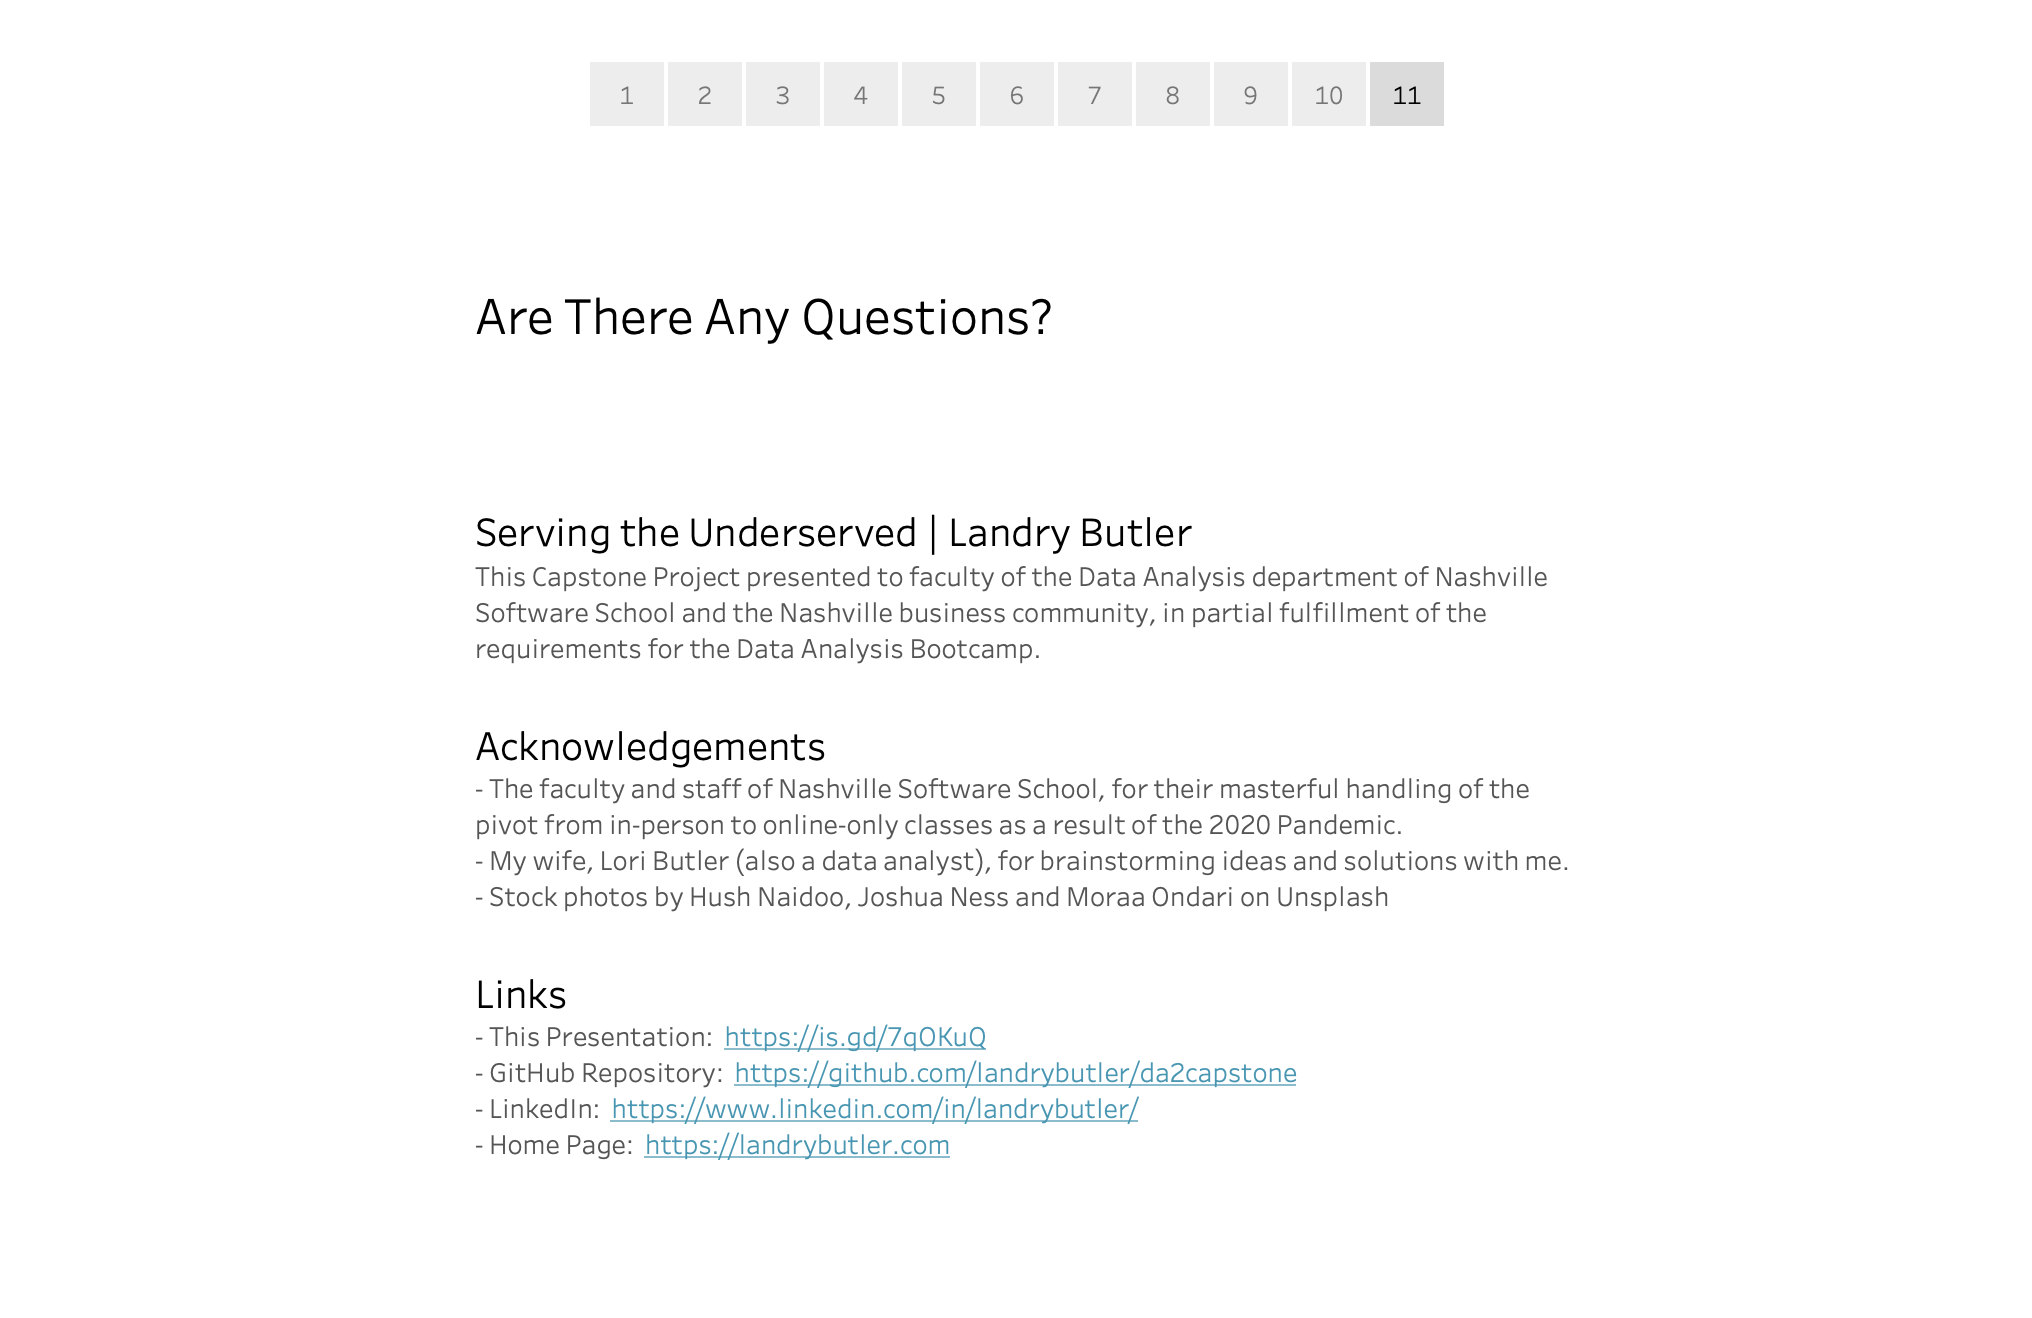 1 2 3 4 5 6 7 8 9 10 11
Are There Any Questions?
Serving the Underserved | Landry Butler
This Capstone Project presented to faculty of the Data Analysis department of Nashville
Software School and the Nashville business community, in partial fulfillment of the
requirements for the Data Analysis Bootcamp.
Acknowledgements
- The faculty and staff of Nashville Software School, for their masterful handling of the
pivot from in-person to online-only classes as a result of the 2020 Pandemic.
- My wife, Lori Butler (also a data analyst), for brainstorming ideas and solutions with me.
- Stock photos by Hush Naidoo, Joshua Ness and Moraa Ondari on Unsplash
Links
- This Presentation: https://is.gd/7qOKuQ
- GitHub Repository: https://github.com/landrybutler/da2capstone
- LinkedIn: https://www.linkedin.com/in/landrybutler/
- Home Page: https://landrybutler.com